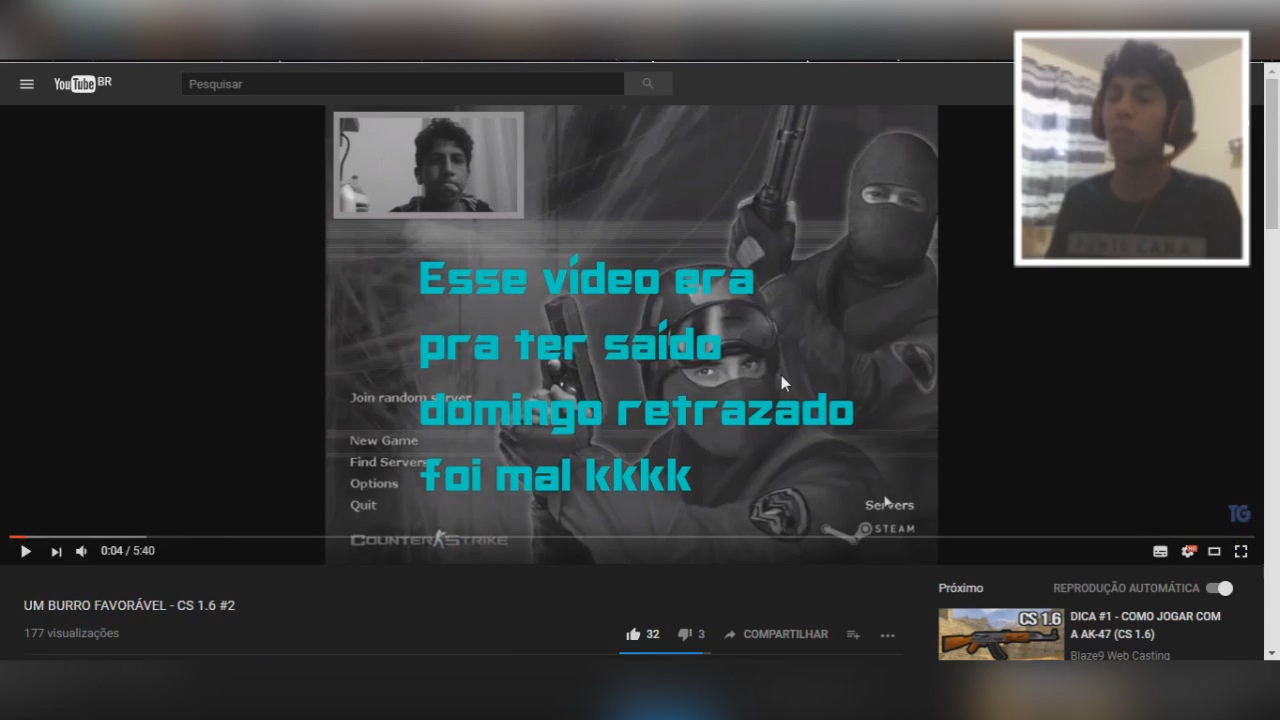 YouTube BR
Pesquisar
Esse vídeo era
pra ter saído
domingo retrazado
foi mal kkkk
Join random server
New Game
Find Servers
Options
Quit
Servers
STEAM
COUNTER STRIKE
TG
0:04 / 5:40
HD
UM BURRO FAVORÁVEL - CS 1.6 #2
177 visualizações
32
3
COMPARTILHAR
Próximo
REPRODUÇÃO AUTOMÁTICA
CS 1.6
DICA #1 - COMO JOGAR COM
A AK-47 (CS 1.6)
Blaze9 Web Casting